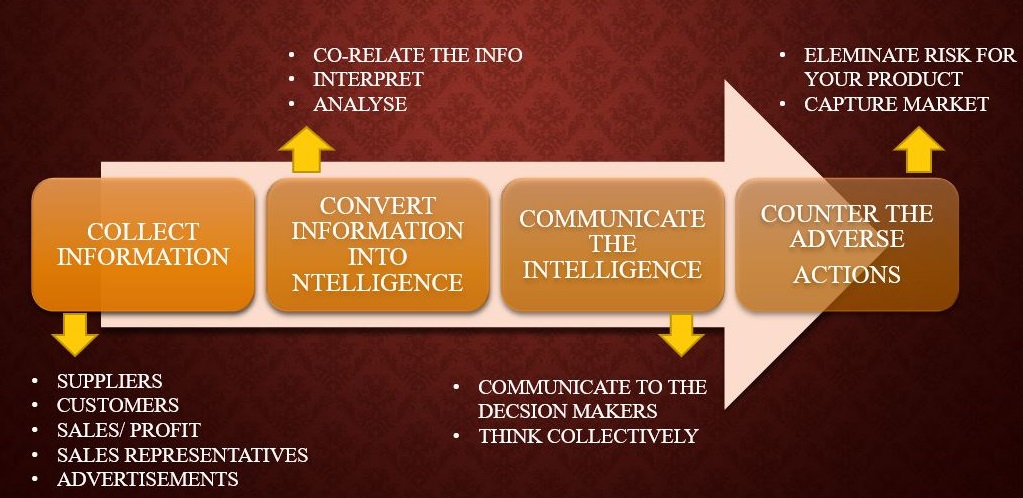 • CO-RELATE THE INFO
• INTERPRET
• ANALYSE
• ELEMINATE RISK FOR
YOUR PRODUCT
• CAPTURE MARKET
COLLECT
INFORMATION
CONVERT
INFORMATION
INTO
NTELLIGENCE
COMMUNICATE
THE
INTELLIGENCE
COUNTER THE
ADVERSE
ACTIONS
• SUPPLIERS
• CUSTOMERS
• SALES/ PROFIT
• SALES REPRESENTATIVES
• ADVERTISEMENTS
• COMMUNICATE TO THE
DECSION MAKERS
• THINK COLLECTIVELY